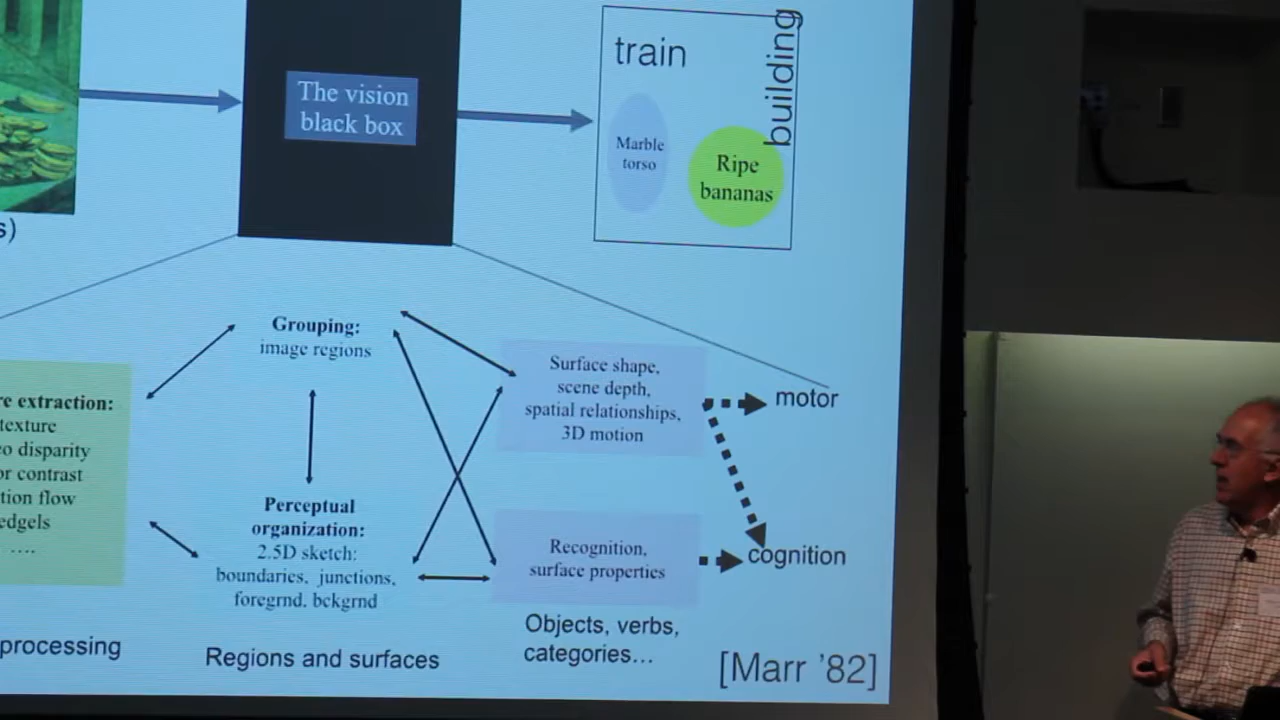 The vision
black box
train
building
Marble
torso
Ripe
bananas
s)
Grouping:
image regions
re extraction:
texture
o disparity
or contrast
tion flow
edgels
....
Perceptual
organization:
2.5D sketch:
boundaries, junctions,
foregrnd. bckgrnd
Surface shape,
scene depth,
spatial relationships,
3D motion
Recognition,
surface properties
motor
cognition
processing
Regions and surfaces
Objects, verbs,
categories...
[Marr '82]